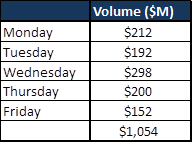 Volume ($M)
Monday $212
Tuesday $192
Wednesday $298
Thursday $200
Friday $152
$1,054